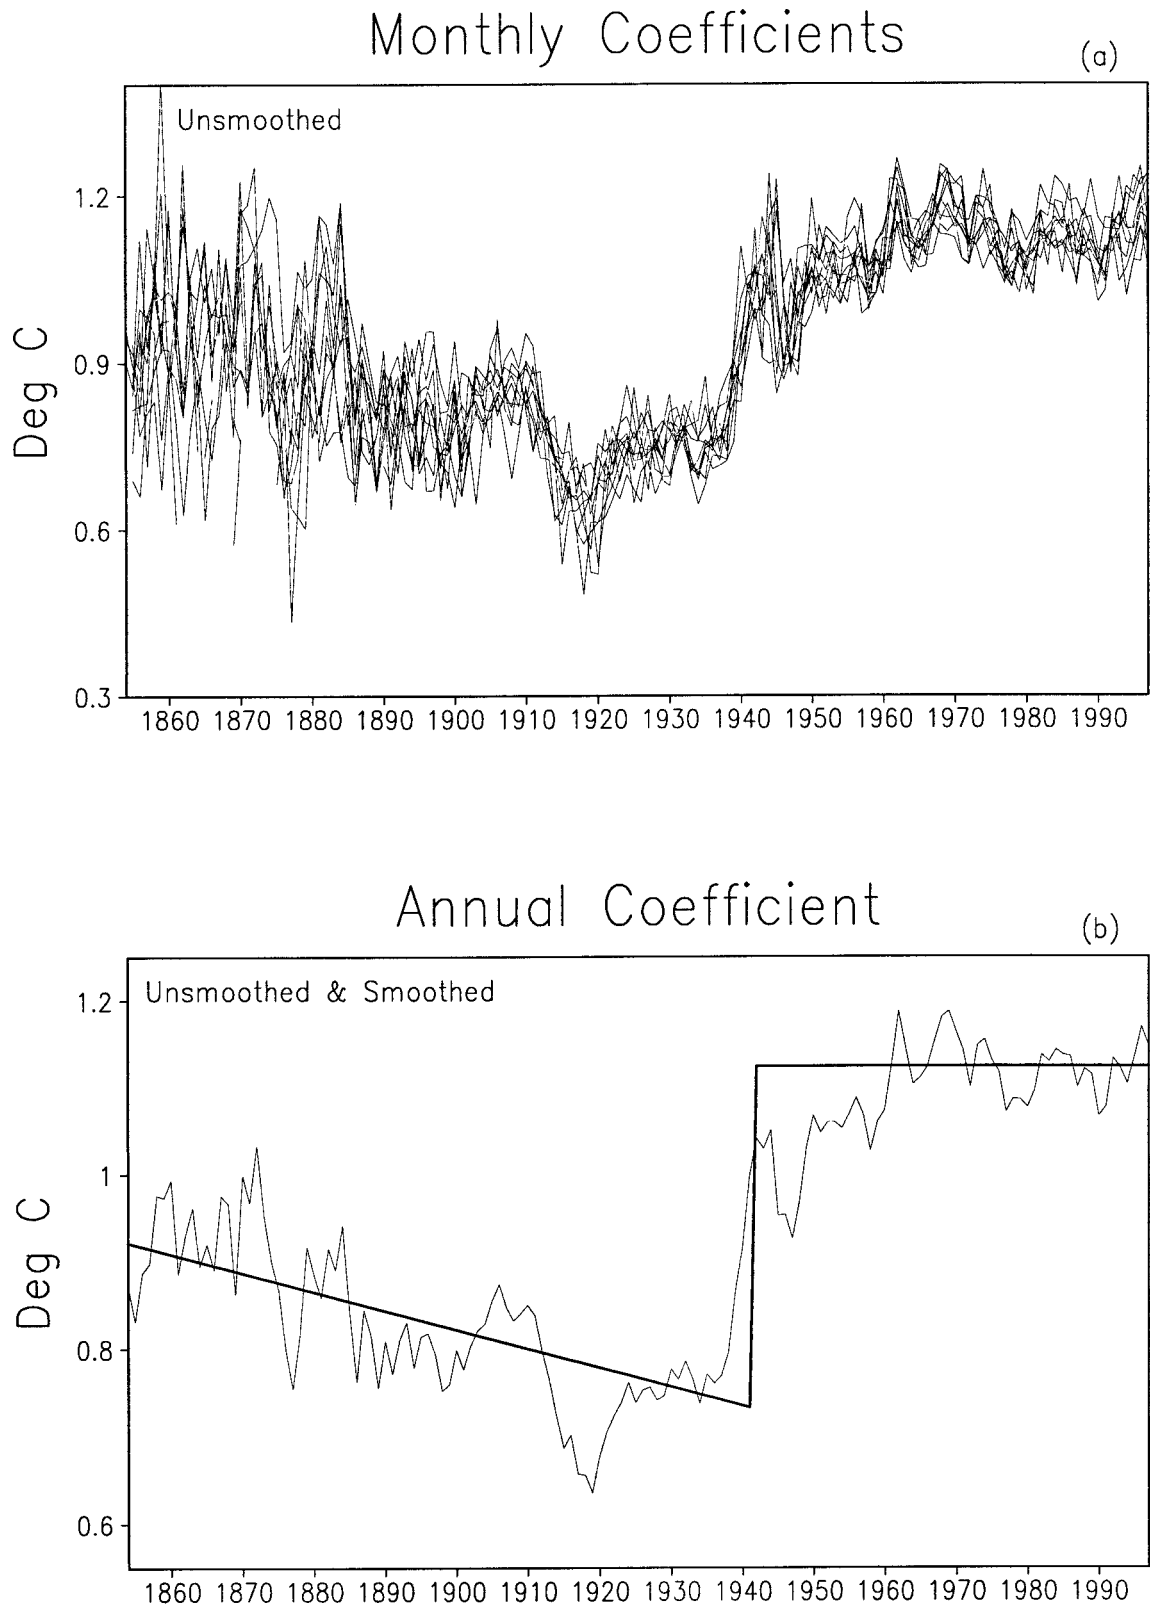 Monthly Coefficients
(a)
Unsmoothed
1.2
0.9
0.6
0.3
Deg C
1860 1870 1880 1890 1900 1910 1920 1930 1940 1950 1960 1970 1980 1990
Annual Coefficient
(b)
Unsmoothed & Smoothed
1.2
1
0.8
0.6
Deg C
1860 1870 1880 1890 1900 1910 1920 1930 1940 1950 1960 1970 1980 1990